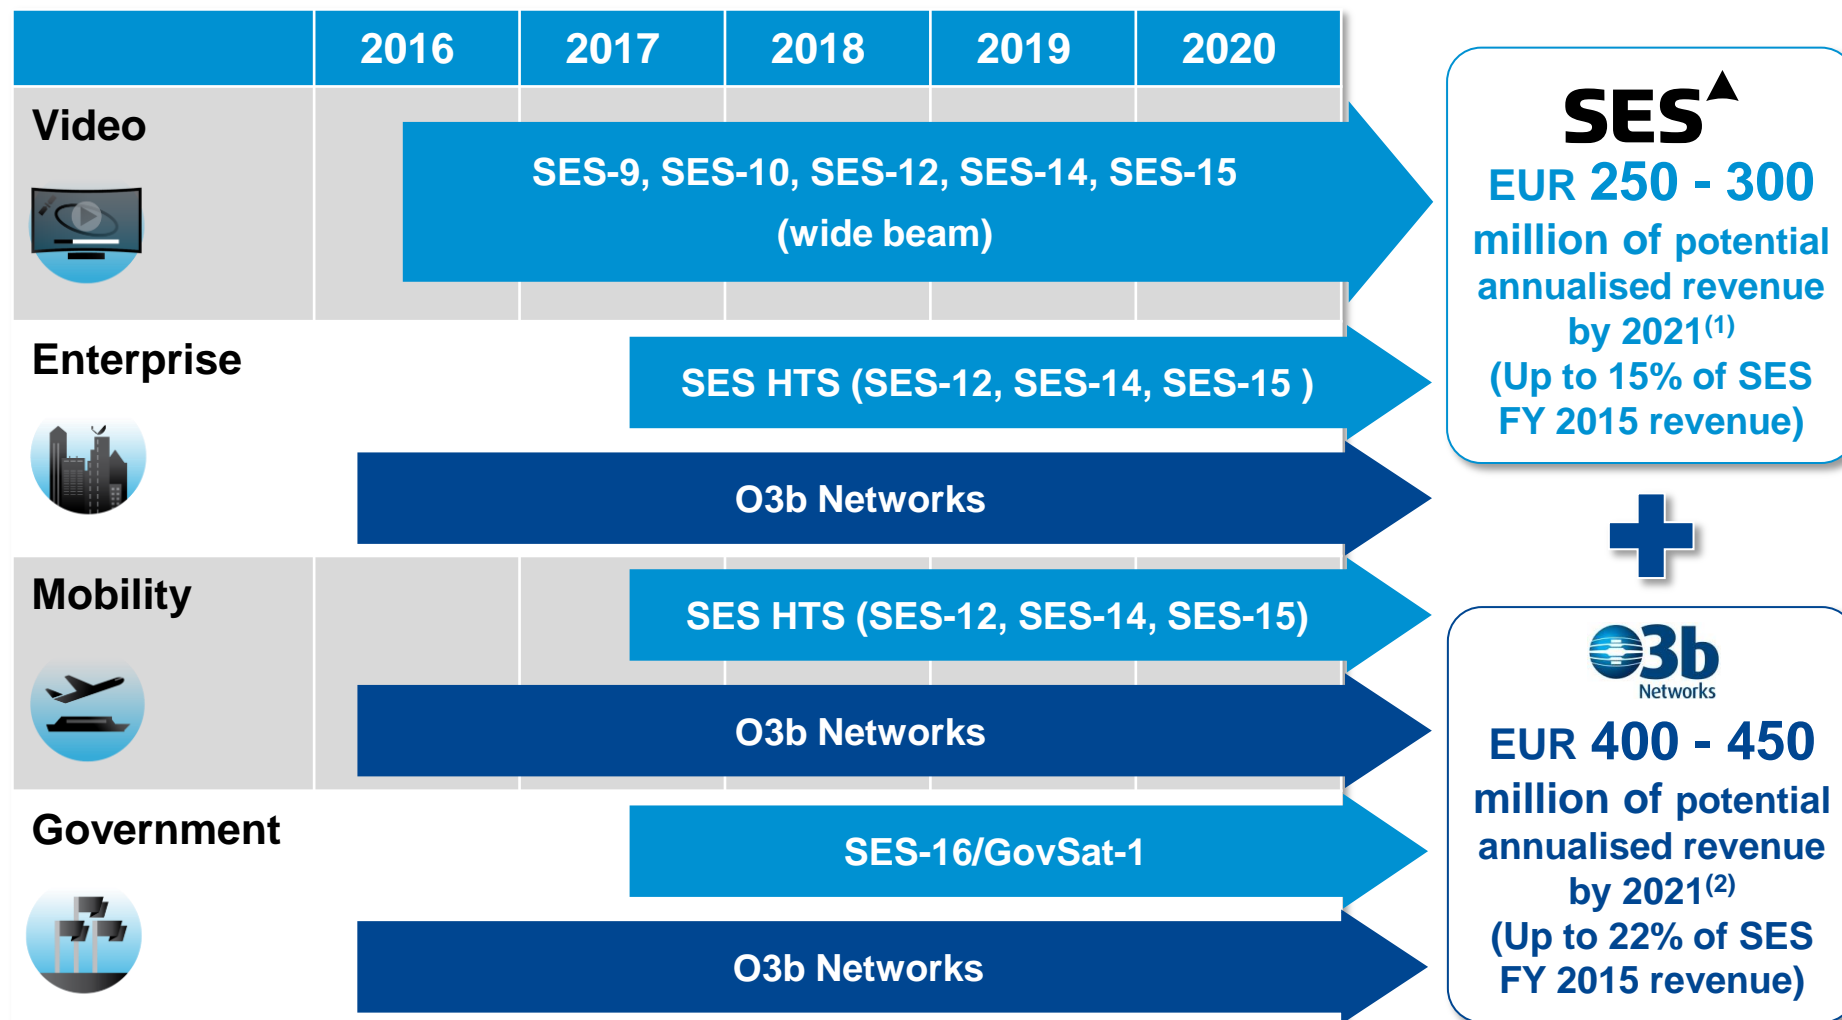 2016 2017 2018 2019 2020
Video
SES-9, SES-10, SES-12, SES-14, SES-15
(wide beam)
Enterprise
SES HTS (SES-12, SES-14, SES-15 )
O3b Networks
Mobility
SES HTS (SES-12, SES-14, SES-15)
O3b Networks
Government
SES-16/GovSat-1
O3b Networks
SES
EUR 250 - 300
million of potential
annualised revenue
by 2021(1)
(Up to 15% of SES
FY 2015 revenue)
O3b
Networks
EUR 400 - 450
million of potential
annualised revenue
by 2021(2)
(Up to 22% of SES
FY 2015 revenue)